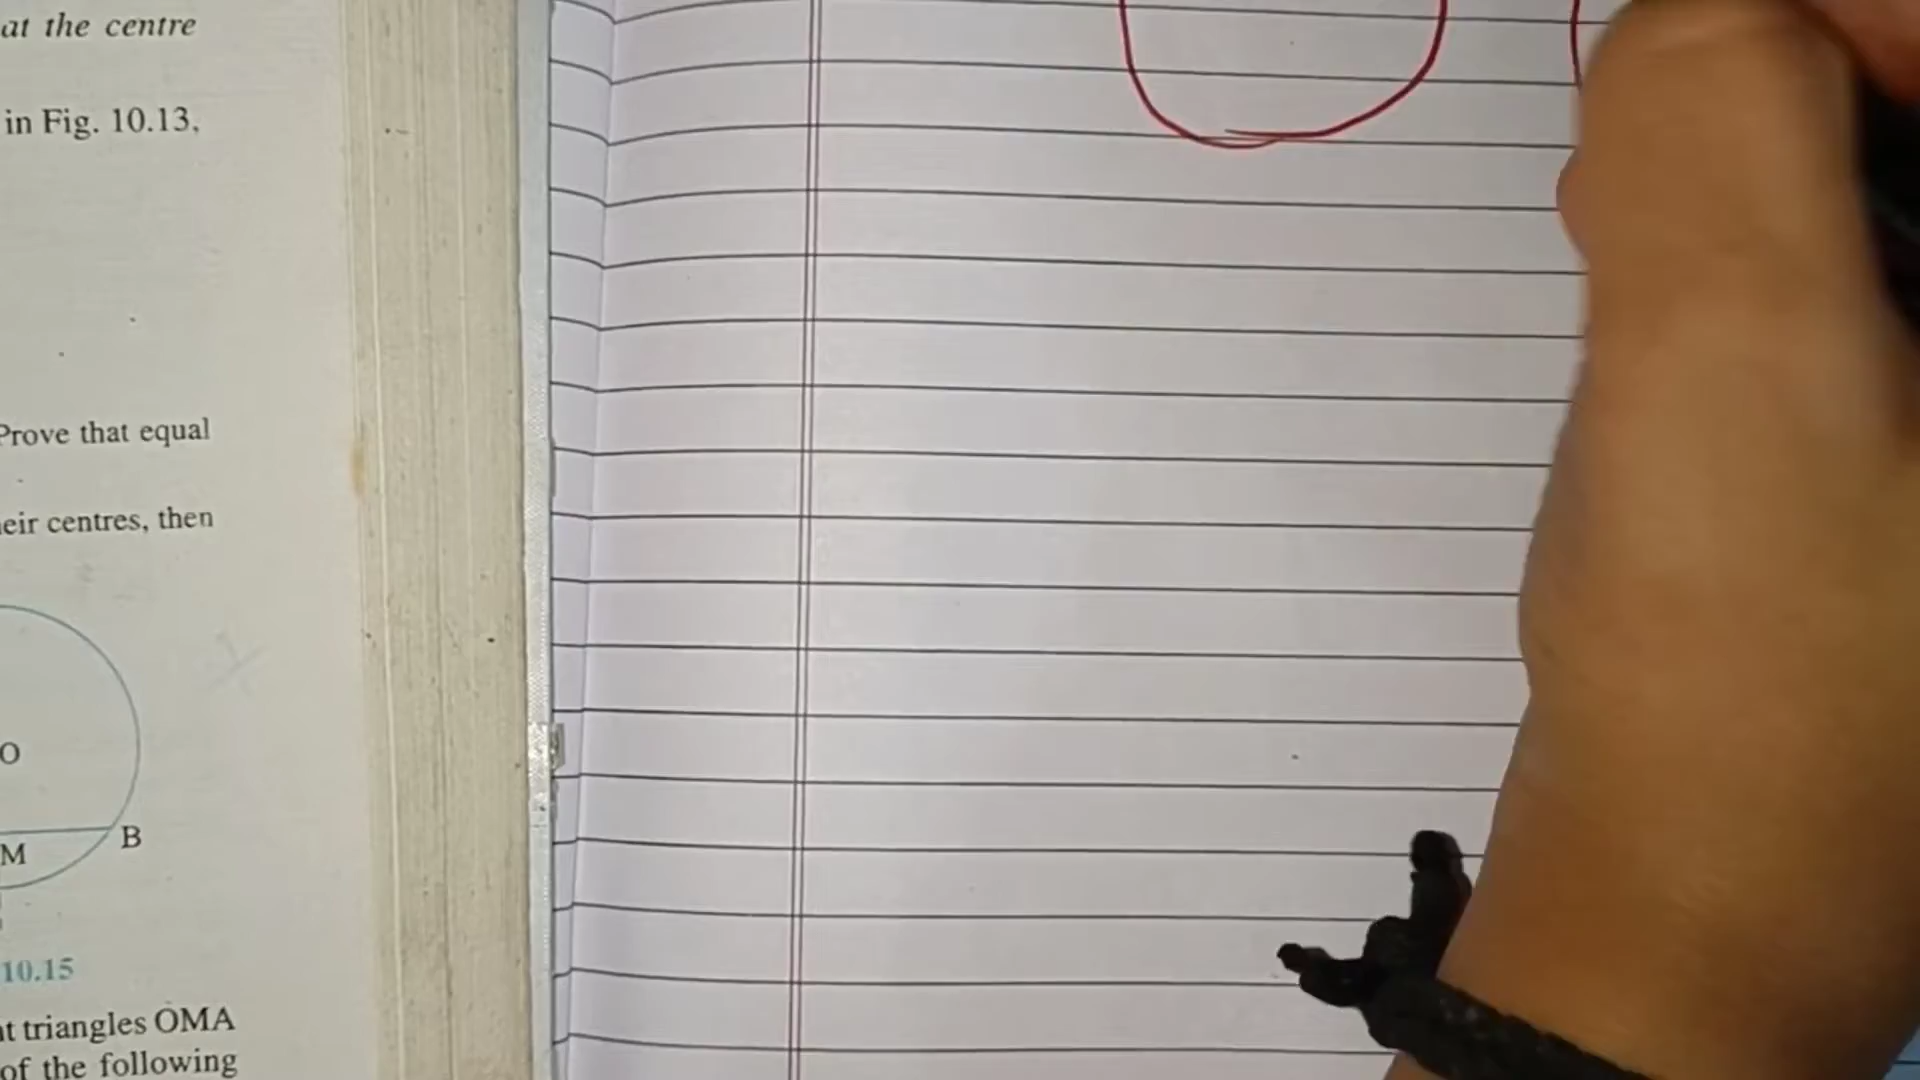 at the centre
in Fig. 10.13,
Prove that equal
heir centres, then
O
B
M
10.15
triangles OMA
of the following